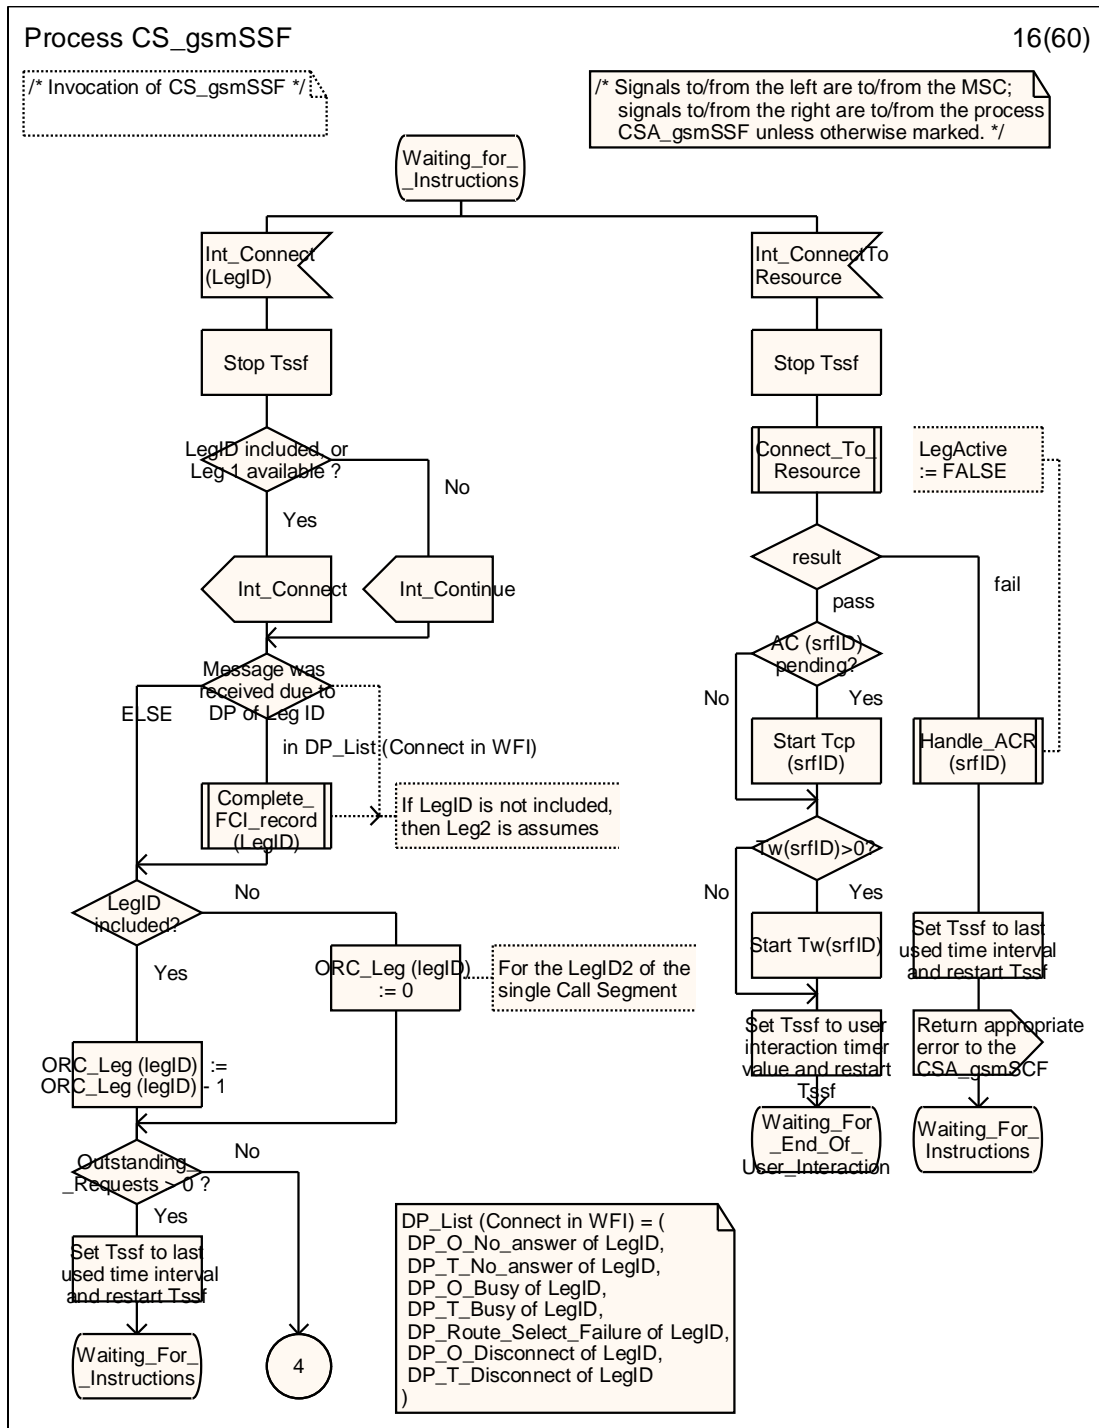 Process CS_gsmSSF
16(60)
/* Invocation of CS_gsmSSF */
/* Signals to/from the left are to/from the MSC;
signals to/from the right are to/from the process
CSA_gsmSSF unless otherwise marked. */
Waiting_for_
_Instructions
Int_Connect
(LegID)
Int_ConnectTo
Resource
Stop Tssf
Stop Tssf
LegID included, or
Leg 1 available ?
No
Yes
Connect_To_
Resource
LegActive
:= FALSE
Int_Connect
Int_Continue
result
fail
pass
Message was
received due to
DP of Leg ID
ELSE
in DP_List (Connect in WFI)
AC (srfID)
pending?
No
Yes
Start Tcp
(srfID)
Handle_ACR
(srfID)
Complete_
FCI_record
(LegID)
If LegID is not included,
then Leg2 is assumes
Tw(srfID)>0?
No
Yes
LegID
included?
No
Yes
ORC_Leg (legID)
:= 0
For the LegID2 of the
single Call Segment
Start Tw(srfID)
Set Tssf to last
used time interval
and restart Tssf
Set Tssf to user
interaction timer
value and restart
Tssf
Return appropriate
error to the
CSA_gsmSCF
ORC_Leg (legID) :=
ORC_Leg (legID) - 1
Waiting_For
_End_Of_
User_Interaction
Waiting_For_
Instructions
Outstanding_
_Requests > 0 ?
No
Yes
Set Tssf to last
used time interval
and restart Tssf
Waiting_For_
_Instructions
4
DP_List (Connect in WFI) = (
DP_O_No_answer of LegID,
DP_T_No_answer of LegID,
DP_O_Busy of LegID,
DP_T_Busy of LegID,
DP_Route_Select_Failure of LegID,
DP_O_Disconnect of LegID,
DP_T_Disconnect of LegID
)